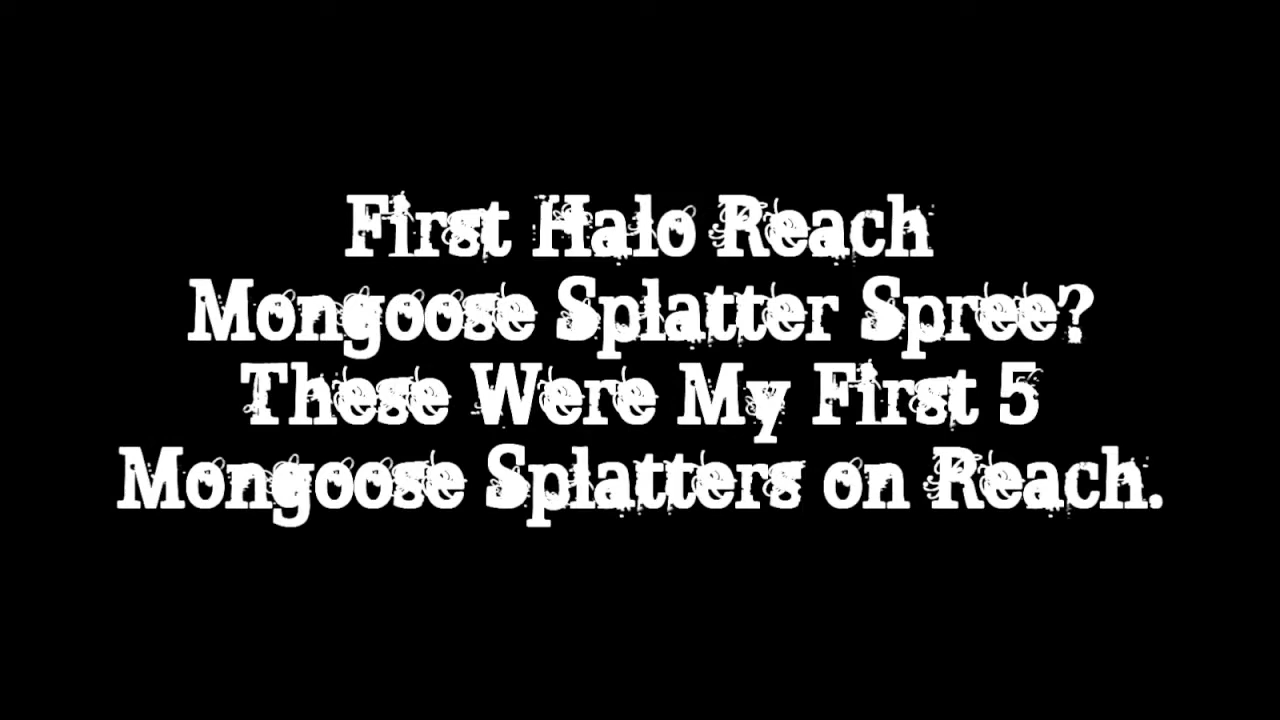 First Halo Reach
Mongoose Splatter Spree?
These Were My First 5
Mongoose Splatters on Reach.